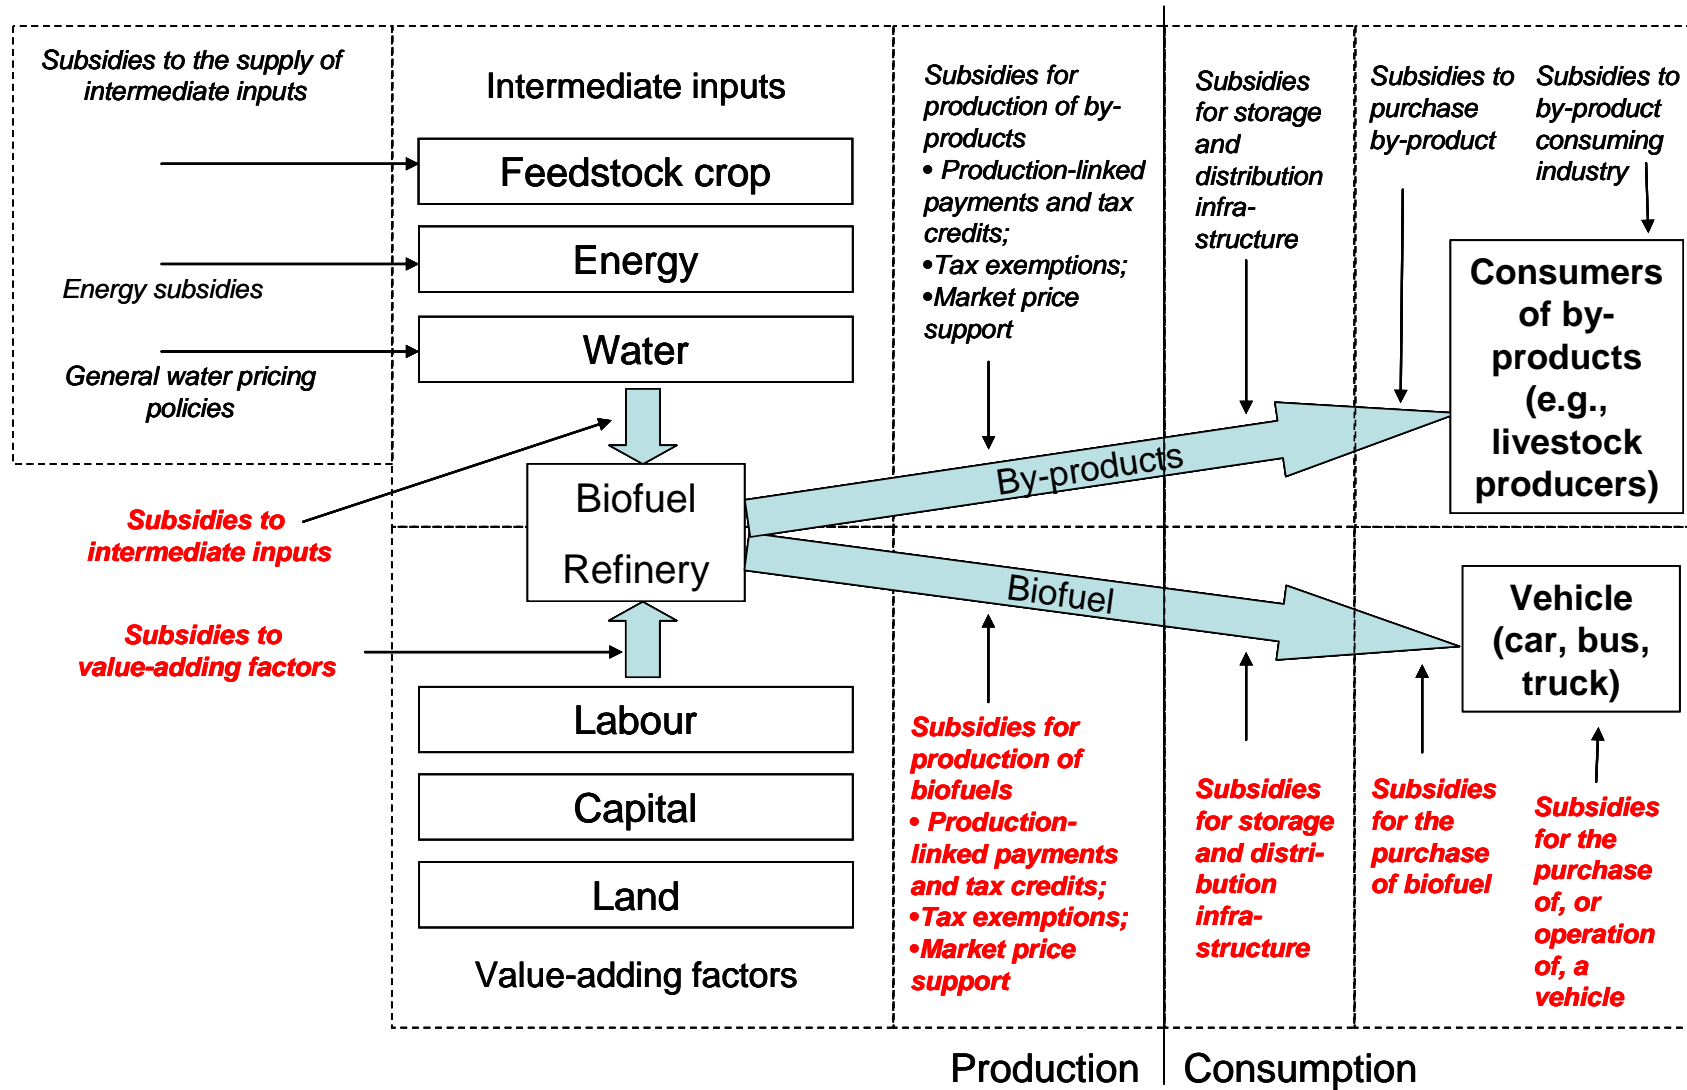 Subsidies to the supply of
intermediate inputs
Energy subsidies
General water pricing
policies
Intermediate inputs
Feedstock crop
Energy
Water
Biofuel
Refinery
Subsidies to
intermediate inputs
Subsidies to
value-adding factors
Labour
Capital
Land
Value-adding factors
Subsidies for
production of by-
products
• Production-linked
payments and tax
credits;
•Tax exemptions;
•Market price
support
Subsidies
for storage
and
distribution
infra-
structure
Subsidies to
purchase
by-product
Subsidies to
by-product
consuming
industry
By-products
Consumers
of by-
products
(e.g.,
livestock
producers)
Biofuel
Vehicle
(car, bus,
truck)
Subsidies for
production of
biofuels
• Production-
linked payments
and tax credits;
•Tax exemptions;
•Market price
support
Subsidies
for storage
and distri-
bution
infra-
structure
Subsidies
for the
purchase
of biofuel
Subsidies
for the
purchase
of, or
operation
of, a
vehicle
Production
Consumption